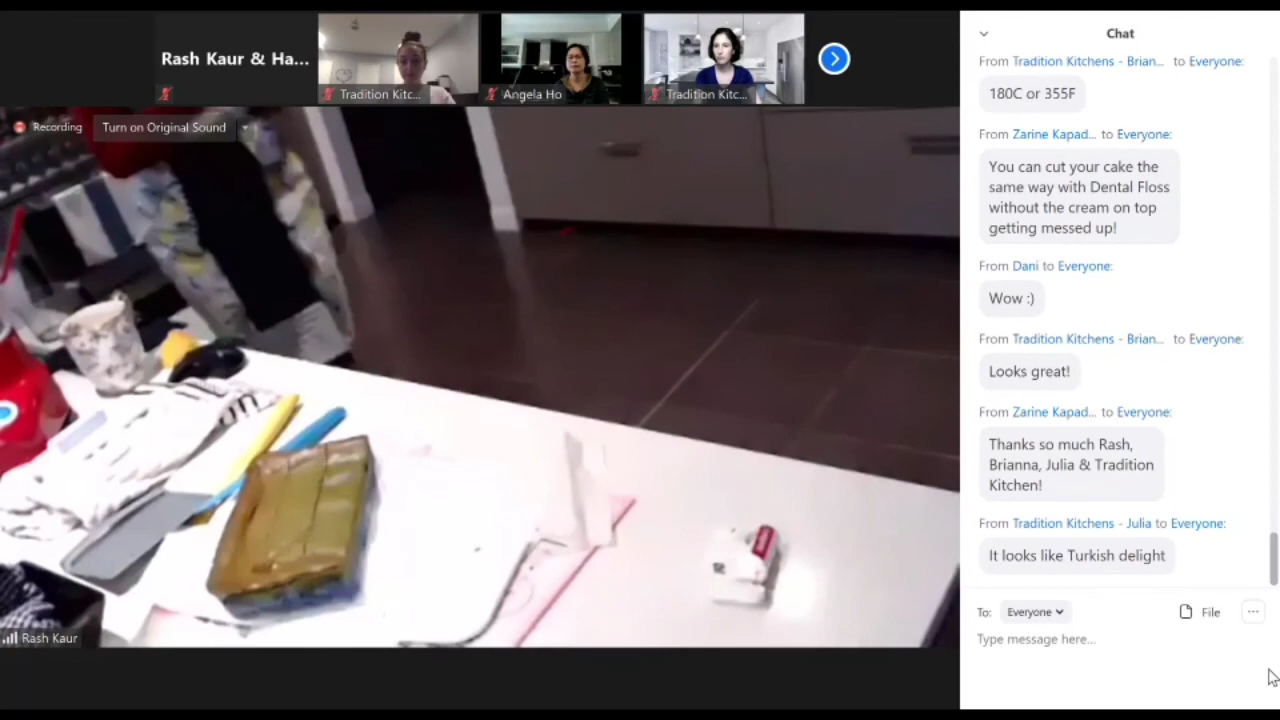 Rash Kaur & Ha...
Tradition Kitc...
Angela Ho
Tradition Kitc...
Recording
Turn on Original Sound
Rash Kaur
Chat
From Tradition Kitchens - Brian... to Everyone:
180C or 355F
From Zarine Kapad... to Everyone:
You can cut your cake the
same way with Dental Floss
without the cream on top
getting messed up!
From Dani to Everyone:
Wow :)
From Tradition Kitchens - Brian... to Everyone:
Looks great!
From Zarine Kapad... to Everyone:
Thanks so much Rash,
Brianna, Julia & Tradition
Kitchen!
From Tradition Kitchens - Julia to Everyone:
It looks like Turkish delight
To: Everyone
File
Type message here...